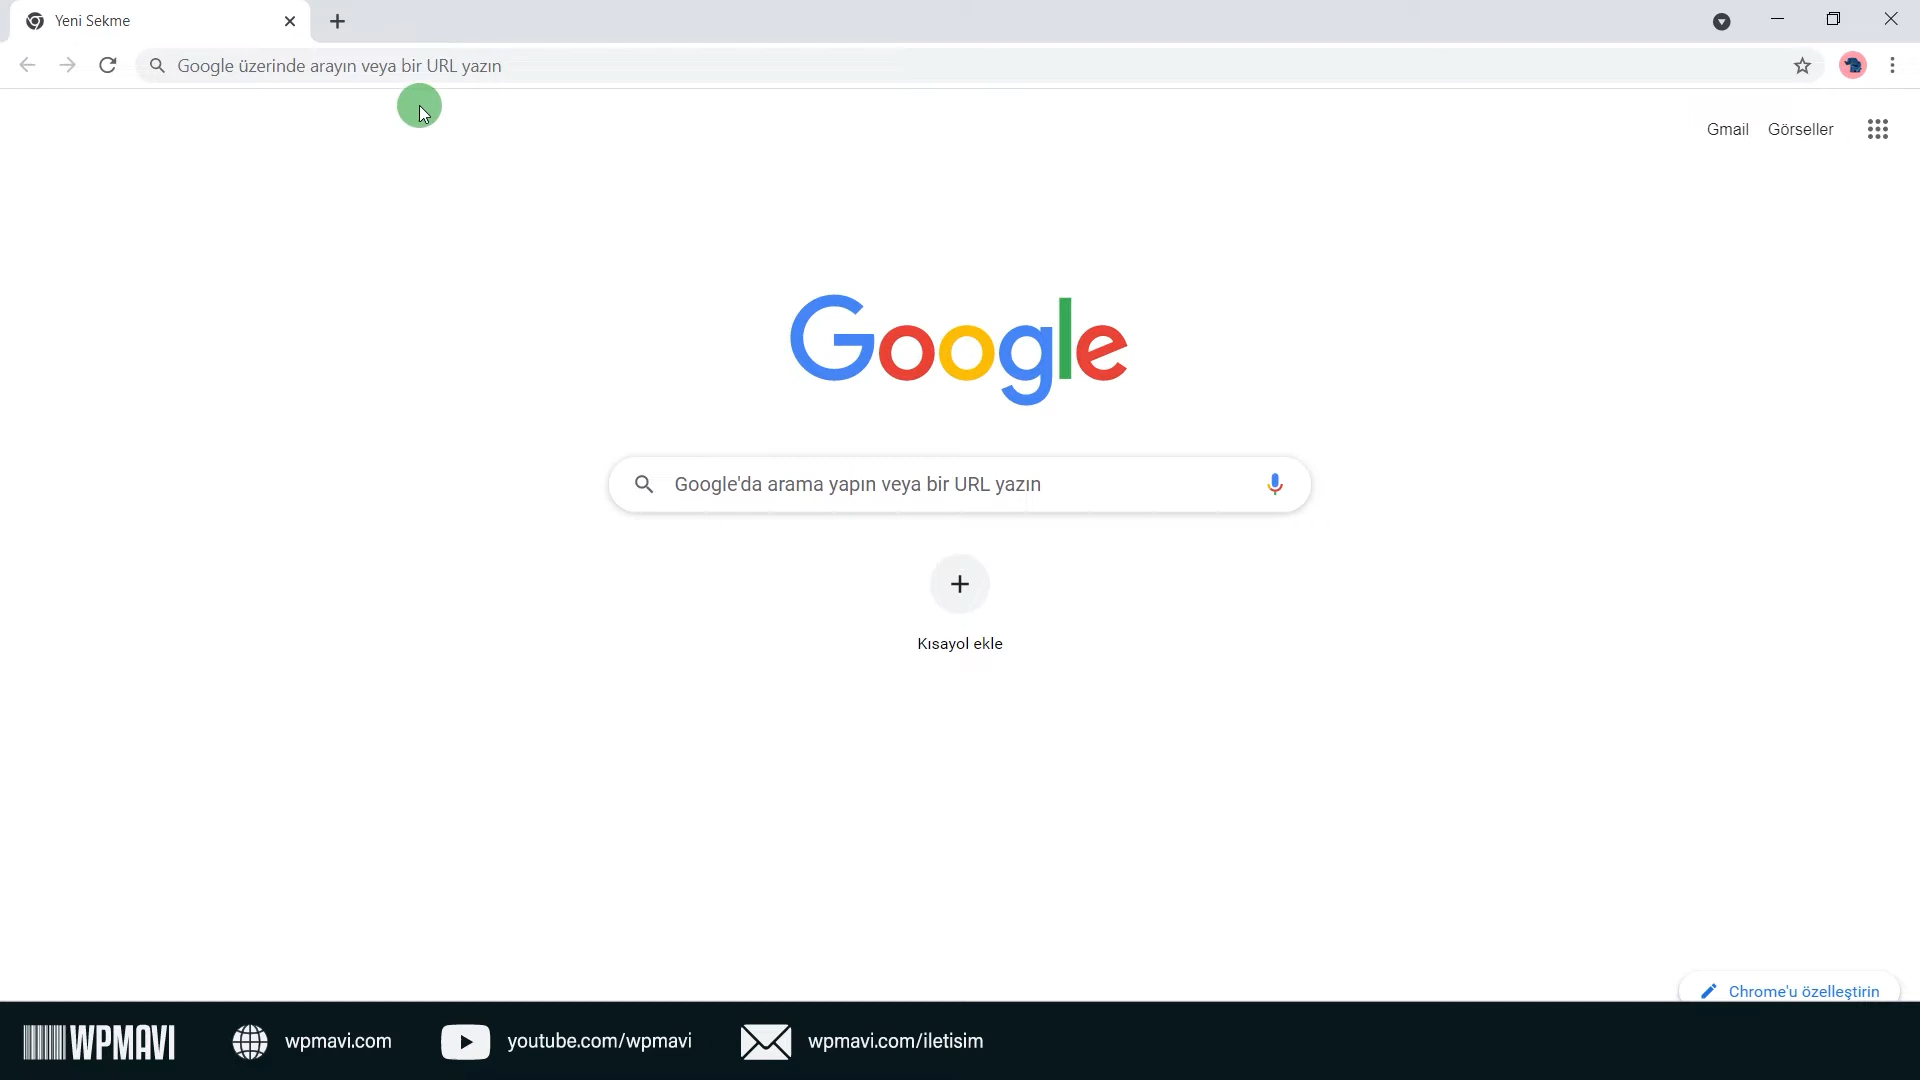 Yeni Sekme
Google üzerinde arayın veya bir URL yazın
Gmail Görseller
Google
Google'da arama yapın veya bir URL yazın
Kısayol ekle
Chrome'u özelleştirin
WPMAVI wpmavi.com youtube.com/wpmavi wpmavi.com/iletisim